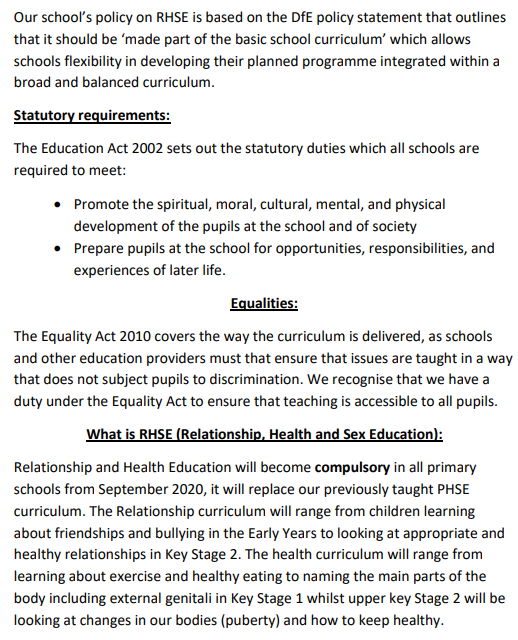 Our school's policy on RHSE is based on the DfE policy statement that outlines
that it should be 'made part of the basic school curriculum' which allows
schools flexibility in developing their planned programme integrated within a
broad and balanced curriculum.
Statutory requirements:
The Education Act 2002 sets out the statutory duties which all schools are
required to meet:
• Promote the spiritual, moral, cultural, mental, and physical
development of the pupils at the school and of society
• Prepare pupils at the school for opportunities, responsibilities, and
experiences of later life.
Equalities:
The Equality Act 2010 covers the way the curriculum is delivered, as schools
and other education providers must that ensure that issues are taught in a way
that does not subject pupils to discrimination. We recognise that we have a
duty under the Equality Act to ensure that teaching is accessible to all pupils.
What is RHSE (Relationship, Health and Sex Education):
Relationship and Health Education will become compulsory in all primary
schools from September 2020, it will replace our previously taught PHSE
curriculum. The Relationship curriculum will range from children learning
about friendships and bullying in the Early Years to looking at appropriate and
healthy relationships in Key Stage 2. The health curriculum will range from
learning about exercise and healthy eating to naming the main parts of the
body including external genitali in Key Stage 1 whilst upper key Stage 2 will be
looking at changes in our bodies (puberty) and how to keep healthy.